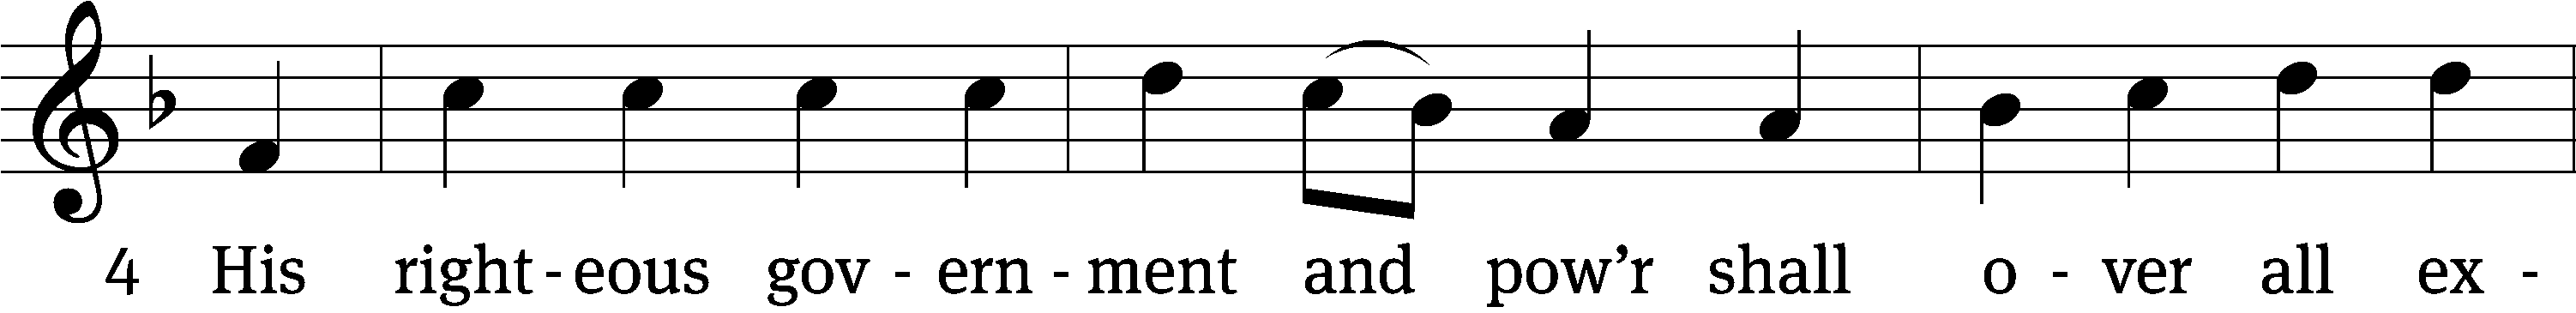 4 His right - eous gov - ern - ment and pow’r shall o - ver all ex -